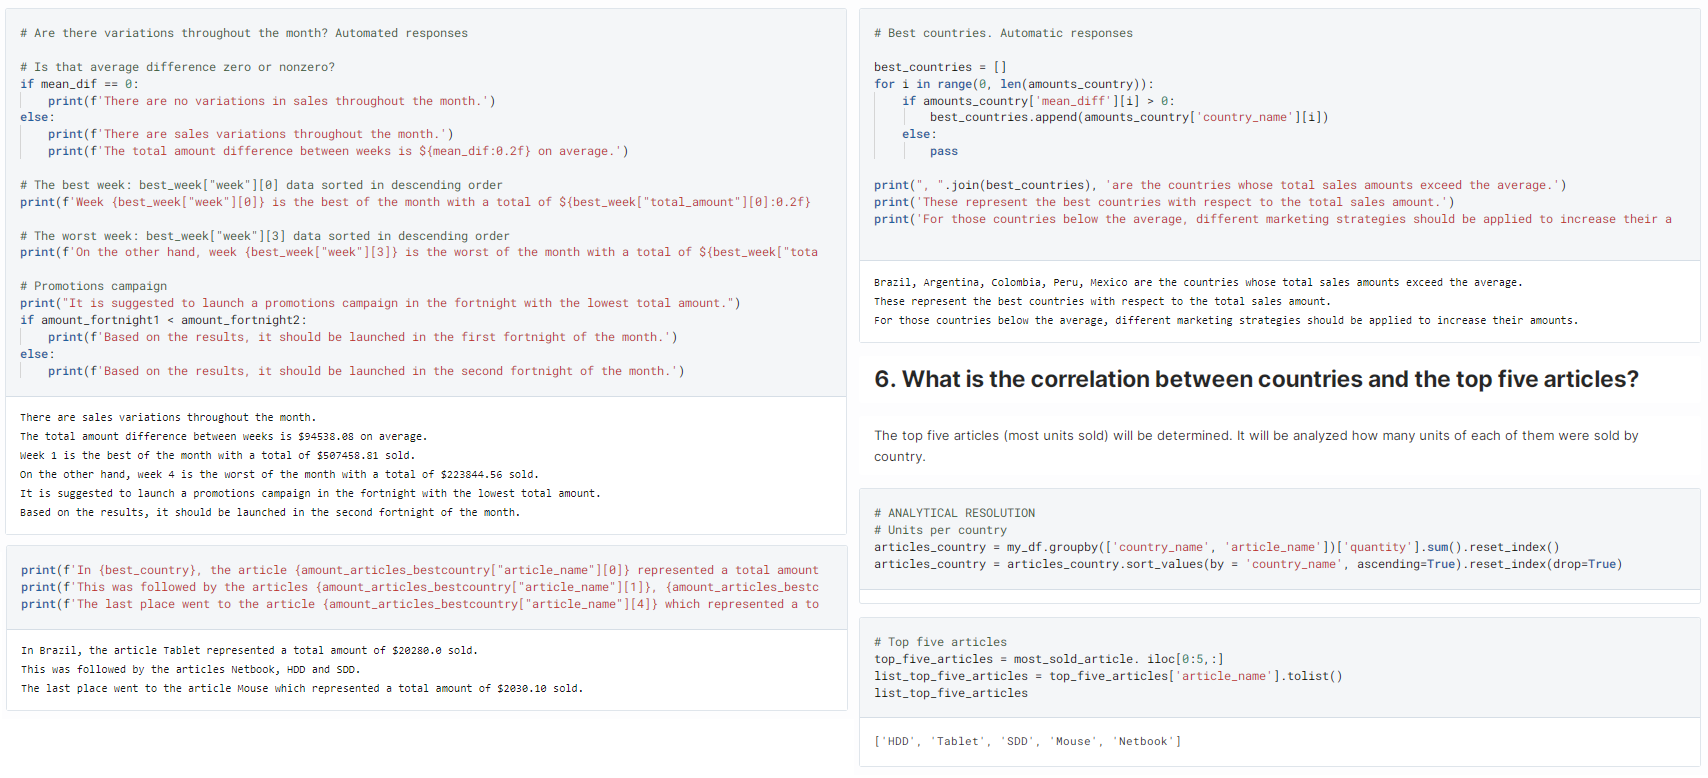 # Are there variations throughout the month? Automated responses
# Is that average difference zero or nonzero?
if mean_dif == 0:
    print(f'There are no variations in sales throughout the month.')
else:
    print(f'There are sales variations throughout the month.')
    print(f'The total amount difference between weeks is ${mean_dif:0.2f} on average.')
# The best week: best_week["week"][0] data sorted in descending order
print(f'Week {best_week["week"][0]} is the best of the month with a total of ${best_week["total_amount"][0]:0.2f}
# The worst week: best_week["week"][3] data sorted in descending order
print(f'On the other hand, week {best_week["week"][3]} is the worst of the month with a total of ${best_week["tota
# Promotions campaign
print("It is suggested to launch a promotions campaign in the fortnight with the lowest total amount.")
if amount_fortnight1 < amount_fortnight2:
    print(f'Based on the results, it should be launched in the first fortnight of the month.')
else:
    print(f'Based on the results, it should be launched in the second fortnight of the month.')
There are sales variations throughout the month.
The total amount difference between weeks is $94538.08 on average.
Week 1 is the best of the month with a total of $507458.81 sold.
On the other hand, week 4 is the worst of the month with a total of $223844.56 sold.
It is suggested to launch a promotions campaign in the fortnight with the lowest total amount.
Based on the results, it should be launched in the second fortnight of the month.
print(f'In {best_country}, the article {amount_articles_bestcountry["article_name"][0]} represented a total amount
print(f'This was followed by the articles {amount_articles_bestcountry["article_name"][1]}, {amount_articles_bestc
print(f'The last place went to the article {amount_articles_bestcountry["article_name"][4]} which represented a to
In Brazil, the article Tablet represented a total amount of $20280.0 sold.
This was followed by the articles Netbook, HDD and SDD.
The last place went to the article Mouse which represented a total amount of $2030.10 sold.
# Best countries. Automatic responses
best_countries = []
for i in range(0, len(amounts_country)):
    if amounts_country['mean_diff'][i] > 0:
        best_countries.append(amounts_country['country_name'][i])
    else:
        pass
print(", ".join(best_countries), 'are the countries whose total sales amounts exceed the average.')
print('These represent the best countries with respect to the total sales amount.')
print('For those countries below the average, different marketing strategies should be applied to increase their a
Brazil, Argentina, Colombia, Peru, Mexico are the countries whose total sales amounts exceed the average.
These represent the best countries with respect to the total sales amount.
For those countries below the average, different marketing strategies should be applied to increase their amounts.
6. What is the correlation between countries and the top five articles?
The top five articles (most units sold) will be determined. It will be analyzed how many units of each of them were sold by
country.
# ANALYTICAL RESOLUTION
# Units per country
articles_country = my_df.groupby(['country_name', 'article_name'])['quantity'].sum().reset_index()
articles_country = articles_country.sort_values(by = 'country_name', ascending=True).reset_index(drop=True)
# Top five articles
top_five_articles = most_sold_article. iloc[0:5,:]
list_top_five_articles = top_five_articles['article_name'].tolist()
list_top_five_articles
['HDD', 'Tablet', 'SDD', 'Mouse', 'Netbook']